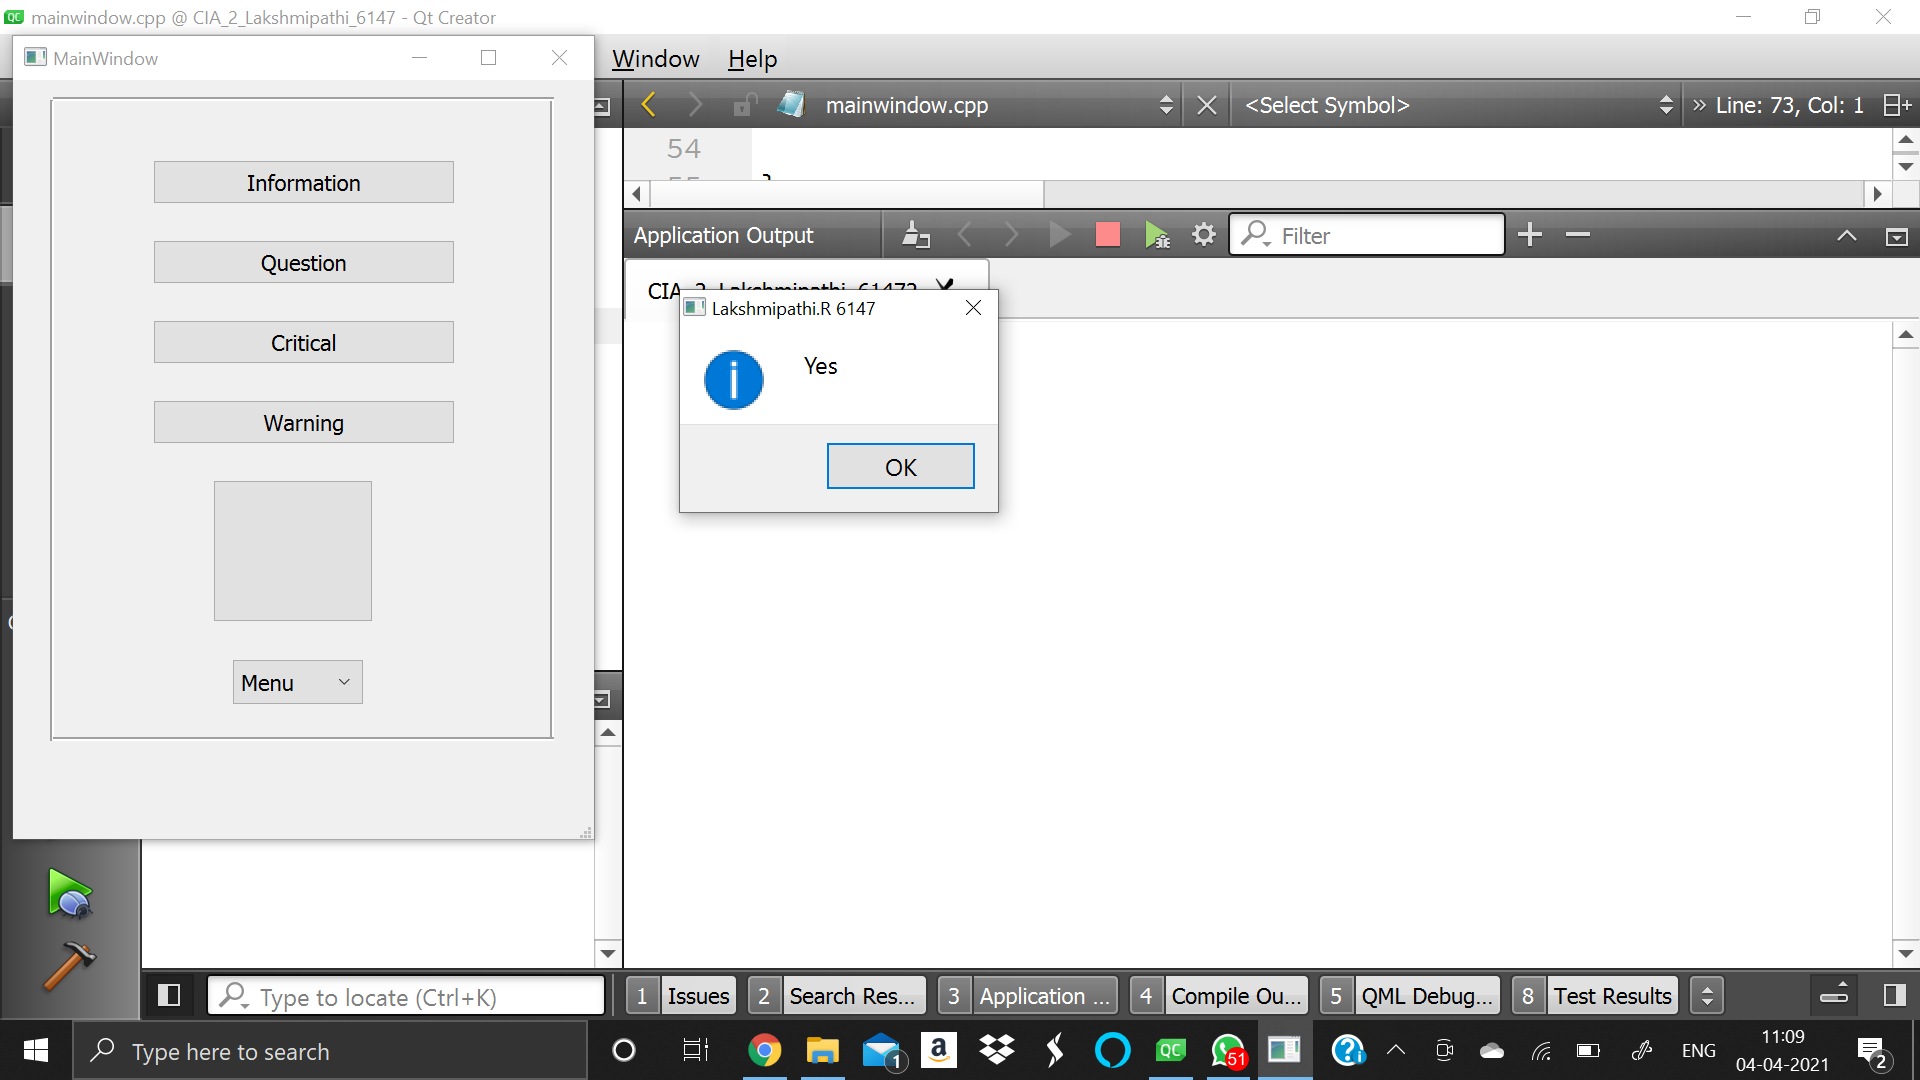 mainwindow.cpp @ CIA_2_Lakshmipathi_6147 - Qt Creator
MainWindow
Window Help
mainwindow.cpp
<Select Symbol>
» Line: 73, Col: 1
54
Information
Question
Critical
Warning
Menu
Application Output
Filter
CIA_2_Lakshmipathi_61472
Lakshmipathi.R 6147
Yes
OK
Type to locate (Ctrl+K)
1 Issues
2 Search Res...
3 Application ...
4 Compile Ou...
5 QML Debug...
8 Test Results
Type here to search
1
a
QC
51
ENG
11:09
04-04-2021
2